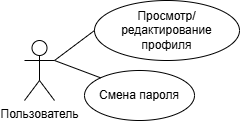 Просмотр/
редактирование
профиля
Смена пароля
Пользователь